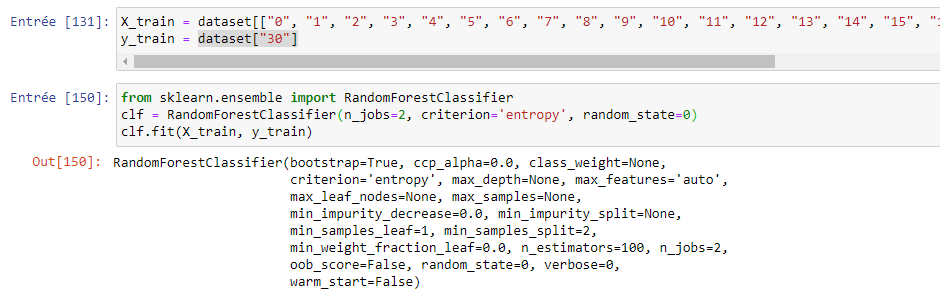 Entrée [131]: X_train = dataset[["0", "1", "2", "3", "4", "5", "6", "7", "8", "9", "10", "11", "12", "13", "14", "15",
y_train = dataset["30"]
Entrée [150]: from sklearn.ensemble import RandomForestClassifier
clf = RandomForestClassifier(n_jobs=2, criterion='entropy', random_state=0)
clf.fit(X_train, y_train)
Out[150]: RandomForestClassifier(bootstrap=True, ccp_alpha=0.0, class_weight=None,
criterion='entropy', max_depth=None, max_features='auto',
max_leaf_nodes=None, max_samples=None,
min_impurity_decrease=0.0, min_impurity_split=None,
min_samples_leaf=1, min_samples_split=2,
min_weight_fraction_leaf=0.0, n_estimators=100, n_jobs=2,
oob_score=False, random_state=0, verbose=0,
warm_start=False)